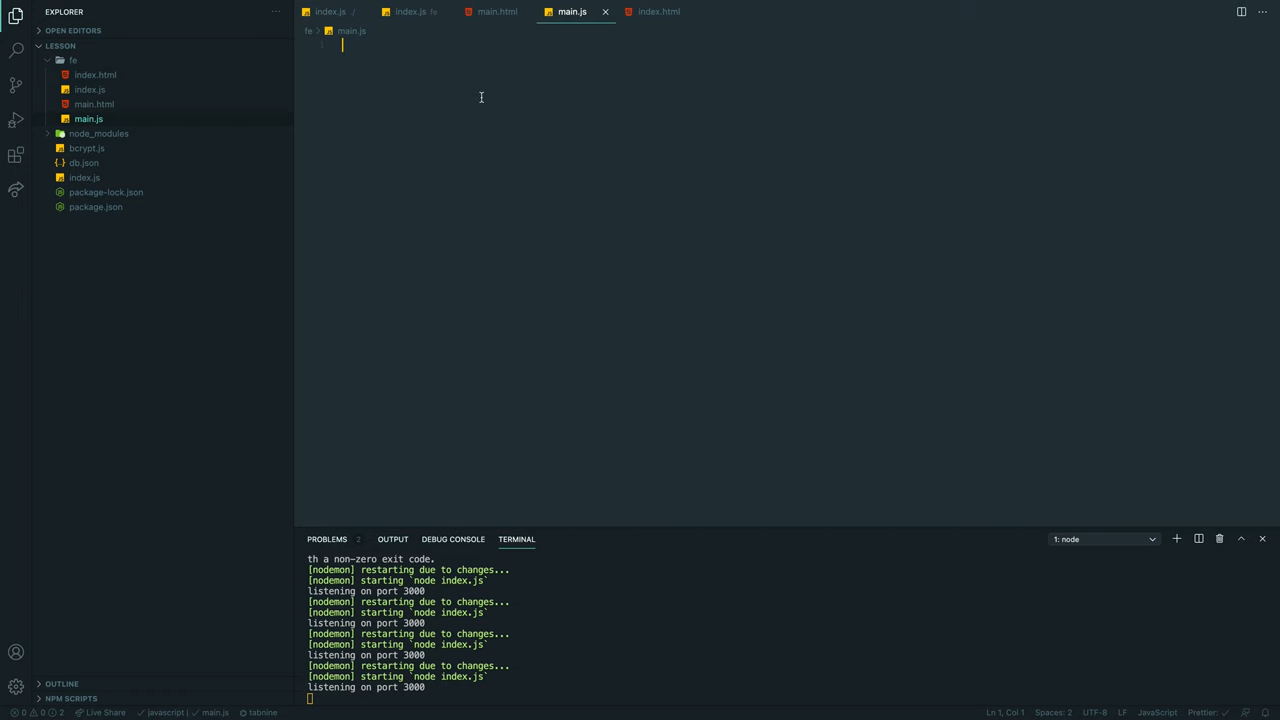 EXPLORER
OPEN EDITORS
LESSON
fe
index.html
index.js
main.html
main.js
node_modules
bcrypt.js
db.json
index.js
package-lock.json
package.json
OUTLINE
NPM SCRIPTS
index.js /
index.js fe
main.html
main.js
index.html
fe > main.js
1
PROBLEMS 2 OUTPUT DEBUG CONSOLE TERMINAL
1: node
th a non-zero exit code.
[nodemon] restarting due to changes...
[nodemon] starting `node index.js`
listening on port 3000
[nodemon] restarting due to changes...
[nodemon] starting `node index.js`
listening on port 3000
[nodemon] restarting due to changes...
[nodemon] starting `node index.js`
listening on port 3000
[nodemon] restarting due to changes...
[nodemon] starting `node index.js`
listening on port 3000
0 0 2 Live Share javascript | main.js tabnine Ln 1, Col 1 Spaces: 2 UTF-8 LF JavaScript Prettier: ✓